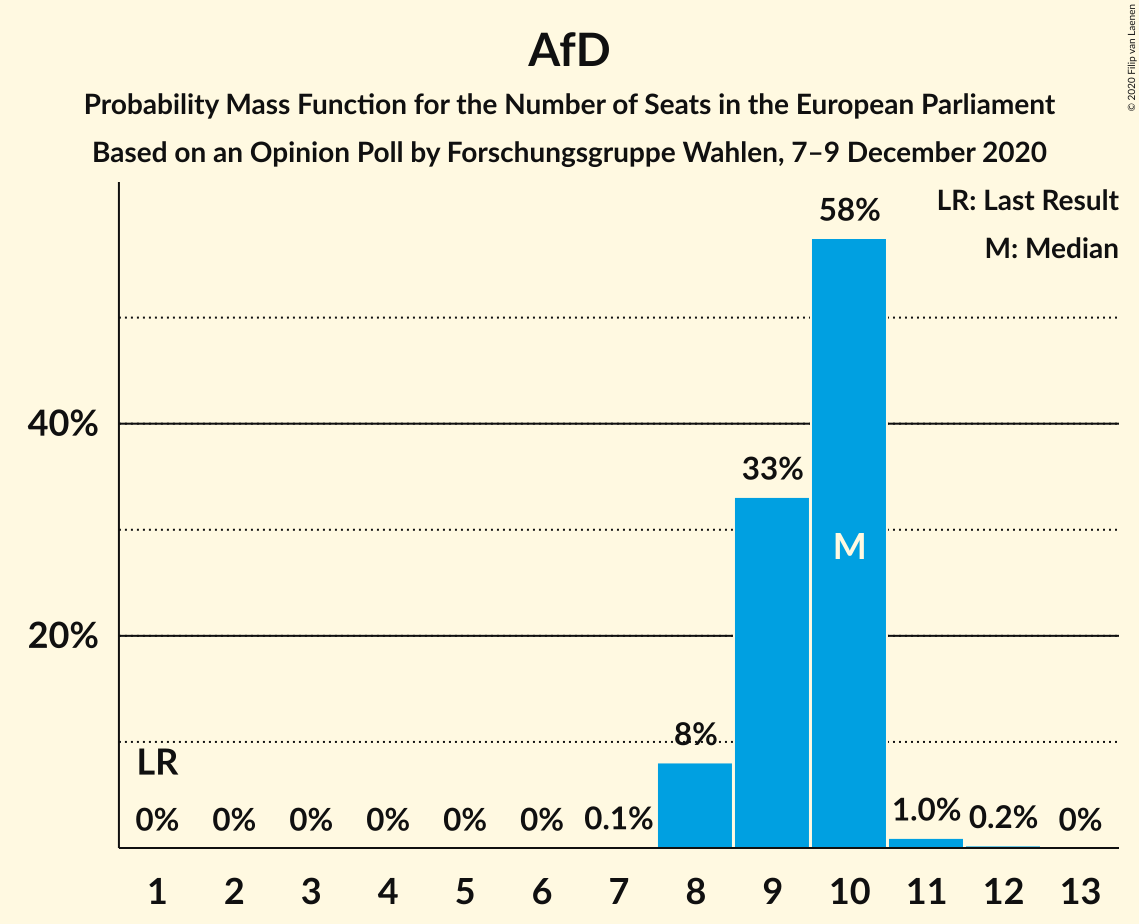 AfD
Probability Mass Function for the Number of Seats in the European Parliament
Based on an Opinion Poll by Forschungsgruppe Wahlen, 7–9 December 2020
© 2020 Filip van Laenen
LR: Last Result
M: Median
58%
40%
33%
M
20%
8%
LR
0% 0% 0% 0% 0% 0% 0.1% 1.0% 0.2% 0%
1 2 3 4 5 6 7 8 9 10 11 12 13